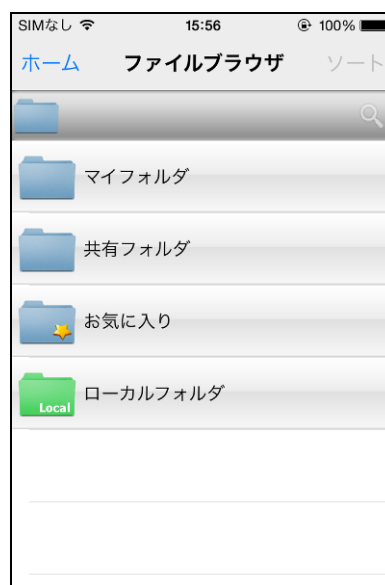 SIMなし 15:56 100%
ホーム ファイルブラウザ ソート
マイフォルダ
共有フォルダ
お気に入り
ローカルフォルダ
Local